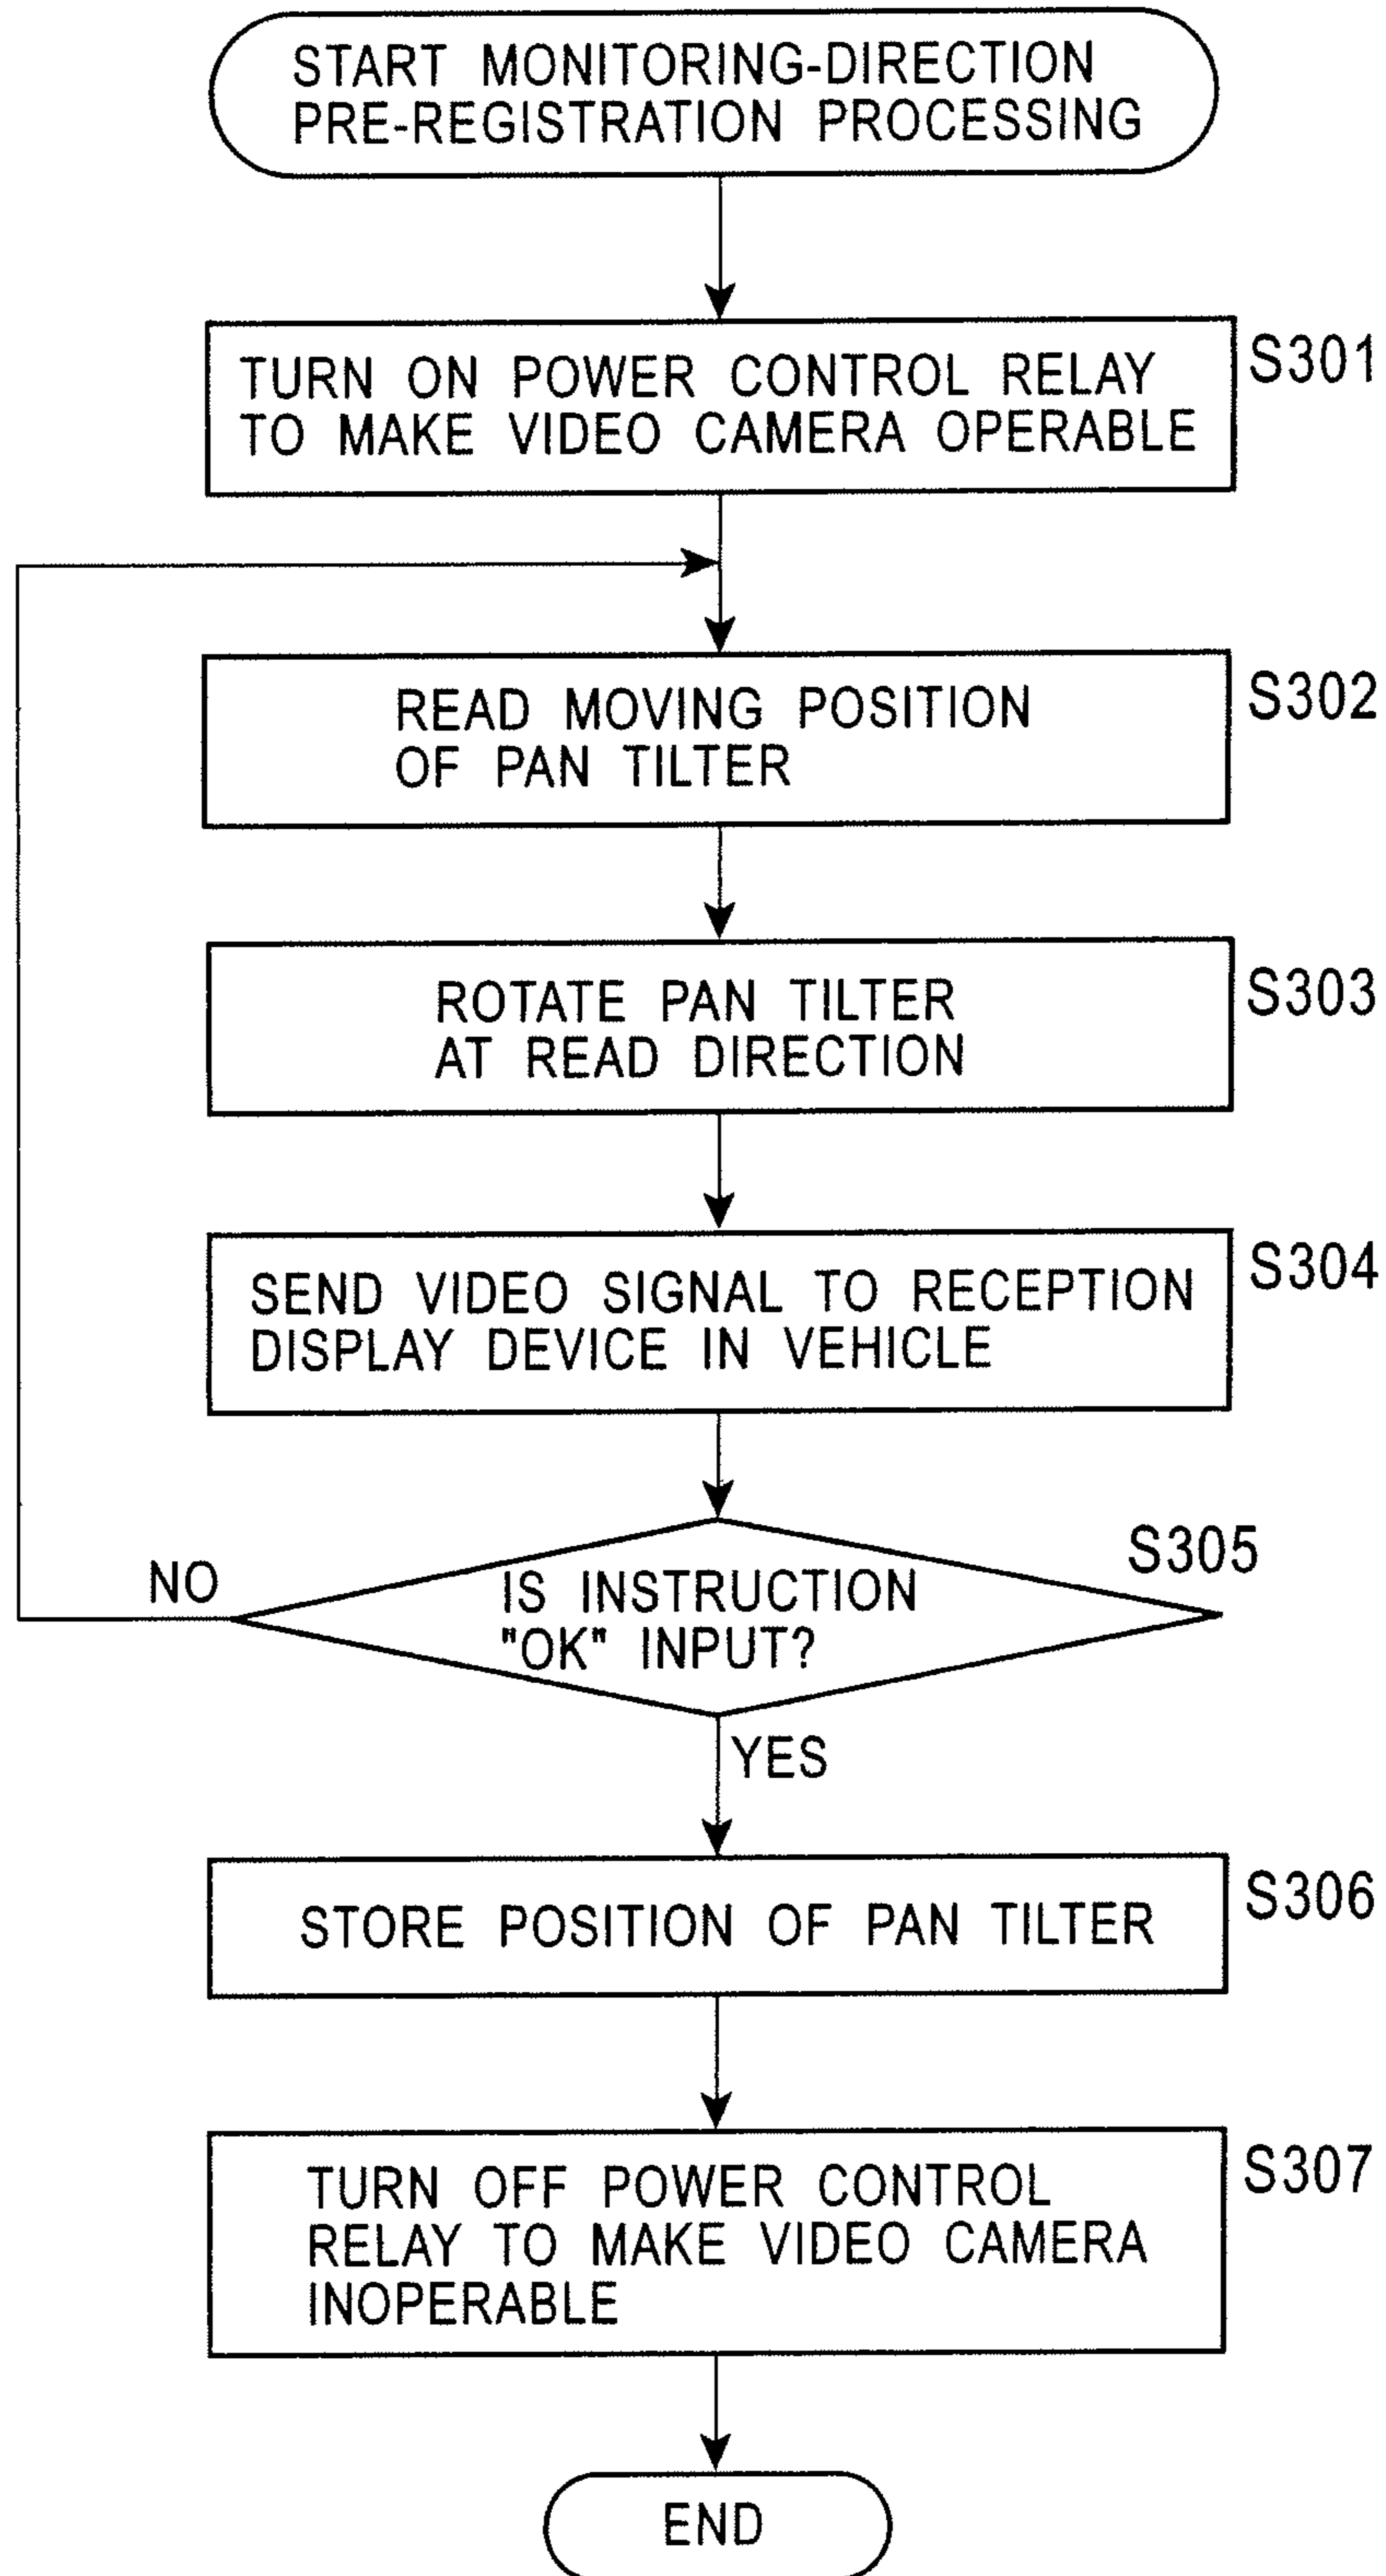 START MONITORING-DIRECTION
PRE-REGISTRATION PROCESSING
TURN ON POWER CONTROL RELAY
TO MAKE VIDEO CAMERA OPERABLE
S301
READ MOVING POSITION
OF PAN TILTER
S302
ROTATE PAN TILTER
AT READ DIRECTION
S303
SEND VIDEO SIGNAL TO RECEPTION
DISPLAY DEVICE IN VEHICLE
S304
NO
IS INSTRUCTION
"OK" INPUT?
S305
YES
STORE POSITION OF PAN TILTER
S306
TURN OFF POWER CONTROL
RELAY TO MAKE VIDEO CAMERA
INOPERABLE
S307
END